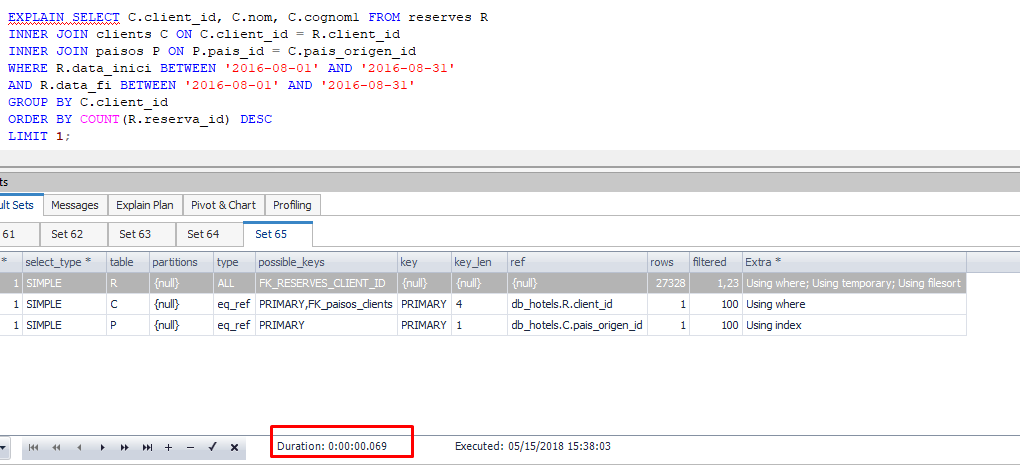 EXPLAIN SELECT C.client_id, C.nom, C.cognom1 FROM reserves R
INNER JOIN clients C ON C.client_id = R.client_id
INNER JOIN paisos P ON P.pais_id = C.pais_origen_id
WHERE R.data_inici BETWEEN '2016-08-01' AND '2016-08-31'
AND R.data_fi BETWEEN '2016-08-01' AND '2016-08-31'
GROUP BY C.client_id
ORDER BY COUNT(R.reserva_id) DESC
LIMIT 1;
ts
ult Sets Messages Explain Plan Pivot & Chart Profiling
61 Set 62 Set 63 Set 64 Set 65
* select_type * table partitions type possible_keys key key_len ref rows filtered Extra *
1 SIMPLE R {null} ALL FK_RESERVES_CLIENT_ID {null} {null} {null} 27328 1,23 Using where; Using temporary; Using filesort
1 SIMPLE C {null} eq_ref PRIMARY,FK_paisos_clients PRIMARY 4 db_hotels.R.client_id 1 100 Using where
1 SIMPLE P {null} eq_ref PRIMARY PRIMARY 1 db_hotels.C.pais_origen_id 1 100 Using index
Duration: 0:00:00.069 Executed: 05/15/2018 15:38:03